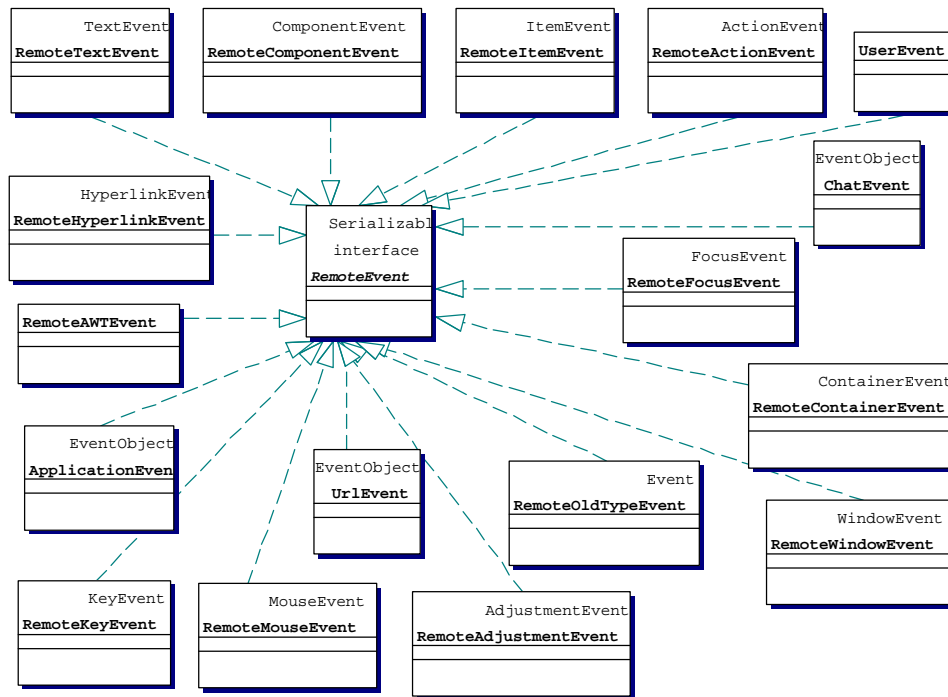 TextEvent
RemoteTextEvent
ComponentEvent
RemoteComponentEvent
ItemEvent
RemoteItemEvent
ActionEvent
RemoteActionEvent
UserEvent
EventObject
ChatEvent
HyperlinkEvent
RemoteHyperlinkEvent
Serializabl
interface
RemoteEvent
FocusEvent
RemoteFocusEvent
RemoteAWTEvent
ContainerEvent
RemoteContainerEvent
EventObject
ApplicationEven
EventObject
UrlEvent
Event
RemoteOldTypeEvent
WindowEvent
RemoteWindowEvent
KeyEvent
RemoteKeyEvent
MouseEvent
RemoteMouseEvent
AdjustmentEvent
RemoteAdjustmentEvent